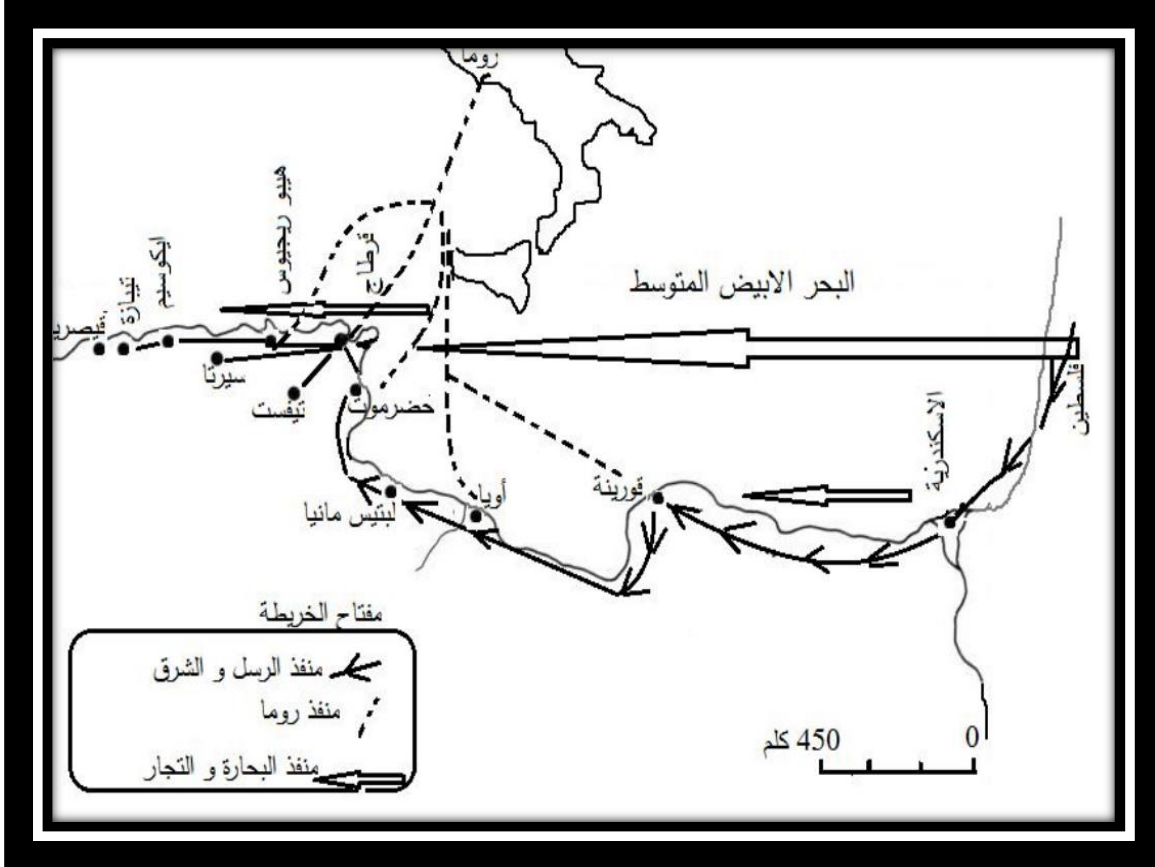 روما
هيبو ريجيوس
قرطاج
ايكوسيم
تيبازة
البحر الابيض المتوسط
سيرتا
تيفست
خضرموت
فلسطين
الاسكندرية
قورينة
أويا
لبتيس مانيا
مفتاح الخريطة
منفذ الرسل و الشرق
منفذ روما
منفذ البحارة و التجار
450 كلم
0